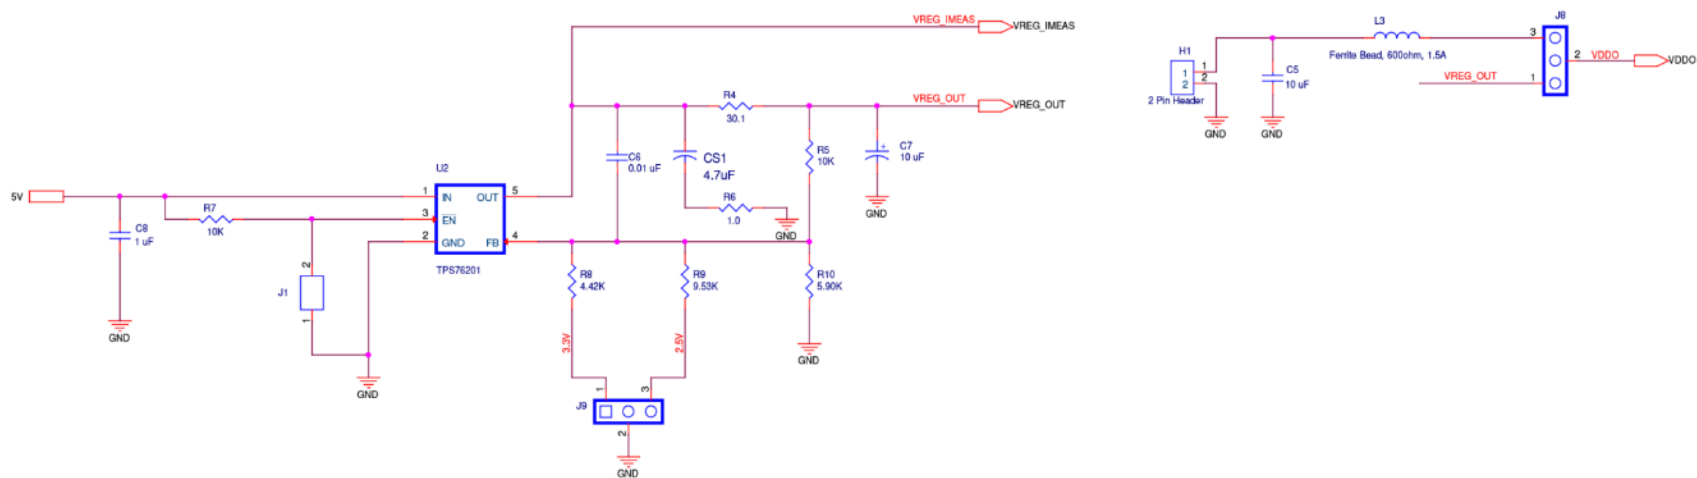 VREG_IMEAS
VREG_IMEAS
J8
L3
3
H1
Ferrite Bead, 600ohm, 1.5A
2
VDDO
VDDO
1
1
C5
10 uF
2
2
VREG_OUT
1
2 Pin Header
GND
GND
R4
30.1
VREG_OUT
VREG_OUT
C6
0.01 uF
CS1
4.7uF
R5
10K
C7
+
10 uF
U2
5V
1
IN
OUT
5
R6
1.0
GND
GND
R7
10K
3
EN
C8
1 uF
2
GND
FB
4
TPS76201
2
J1
1
GND
GND
R8
4.42K
R9
9.53K
R10
5.90K
3.3V
2.5V
GND
1
3
J9
2
GND